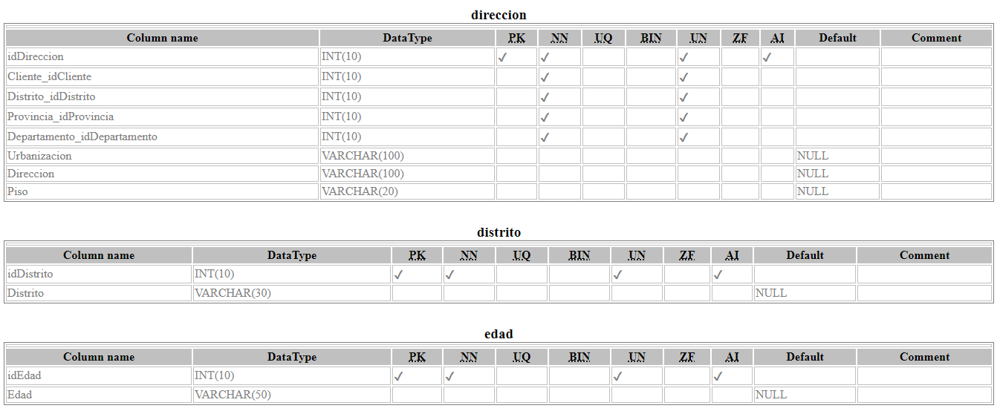 direccion
Column name DataType PK NN UQ BIN UN ZF AI Default Comment
idDireccion INT(10) ✓ ✓ ✓ ✓
Cliente_idCliente INT(10) ✓ ✓
Distrito_idDistrito INT(10) ✓ ✓
Provincia_idProvincia INT(10) ✓ ✓
Departamento_idDepartamento INT(10) ✓ ✓
Urbanizacion VARCHAR(100) NULL
Direccion VARCHAR(100) NULL
Piso VARCHAR(20) NULL
distrito
Column name DataType PK NN UQ BIN UN ZF AI Default Comment
idDistrito INT(10) ✓ ✓ ✓ ✓
Distrito VARCHAR(30) NULL
edad
Column name DataType PK NN UQ BIN UN ZF AI Default Comment
idEdad INT(10) ✓ ✓ ✓ ✓
Edad VARCHAR(50) NULL